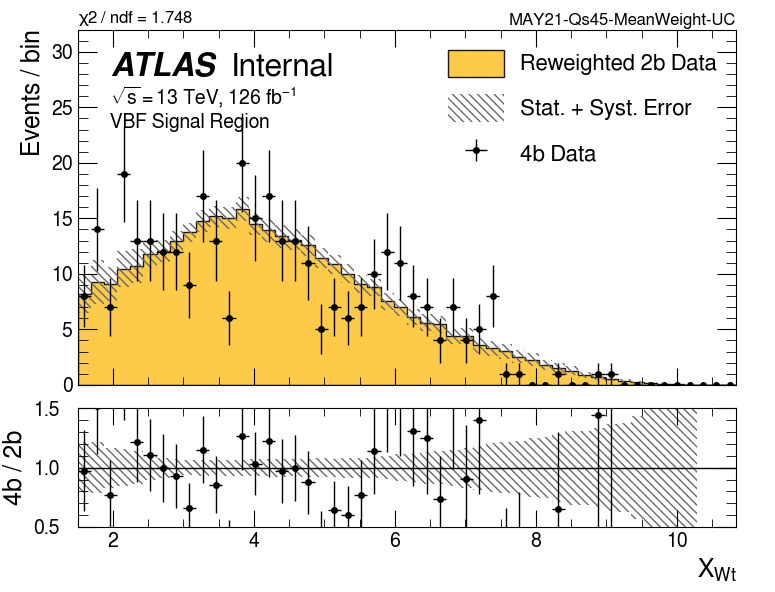 χ² / ndf = 1.748
MAY21-Qs45-MeanWeight-UC
Events / bin
30
25
20
15
10
5
0
ATLAS Internal
√s = 13 TeV, 126 fb⁻¹
VBF Signal Region
Reweighted 2b Data
Stat. + Syst. Error
4b Data
4b / 2b
1.5
1.0
0.5
2 4 6 8 10
X_Wt